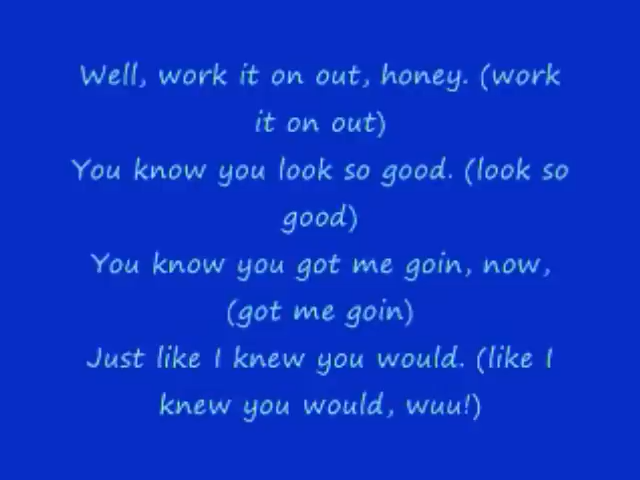 Well, work it on out, honey. (work
it on out)
You know you look so good. (look so
good)
You know you got me goin, now,
(got me goin)
Just like I knew you would. (like I
knew you would, wuu!)